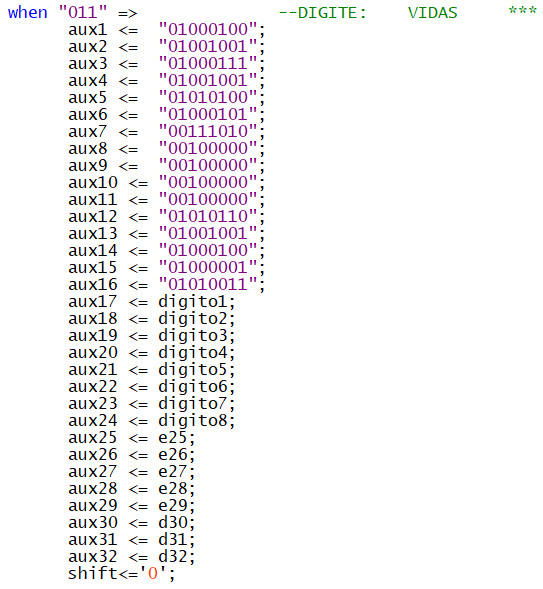 when "011" => --DIGITE: VIDAS ***
aux1 <= "01000100";
aux2 <= "01001001";
aux3 <= "01000111";
aux4 <= "01001001";
aux5 <= "01010100";
aux6 <= "01000101";
aux7 <= "00111010";
aux8 <= "00100000";
aux9 <= "00100000";
aux10 <= "00100000";
aux11 <= "00100000";
aux12 <= "01010110";
aux13 <= "01001001";
aux14 <= "01000100";
aux15 <= "01000001";
aux16 <= "01010011";
aux17 <= digito1;
aux18 <= digito2;
aux19 <= digito3;
aux20 <= digito4;
aux21 <= digito5;
aux22 <= digito6;
aux23 <= digito7;
aux24 <= digito8;
aux25 <= e25;
aux26 <= e26;
aux27 <= e27;
aux28 <= e28;
aux29 <= e29;
aux30 <= d30;
aux31 <= d31;
aux32 <= d32;
shift<='0';